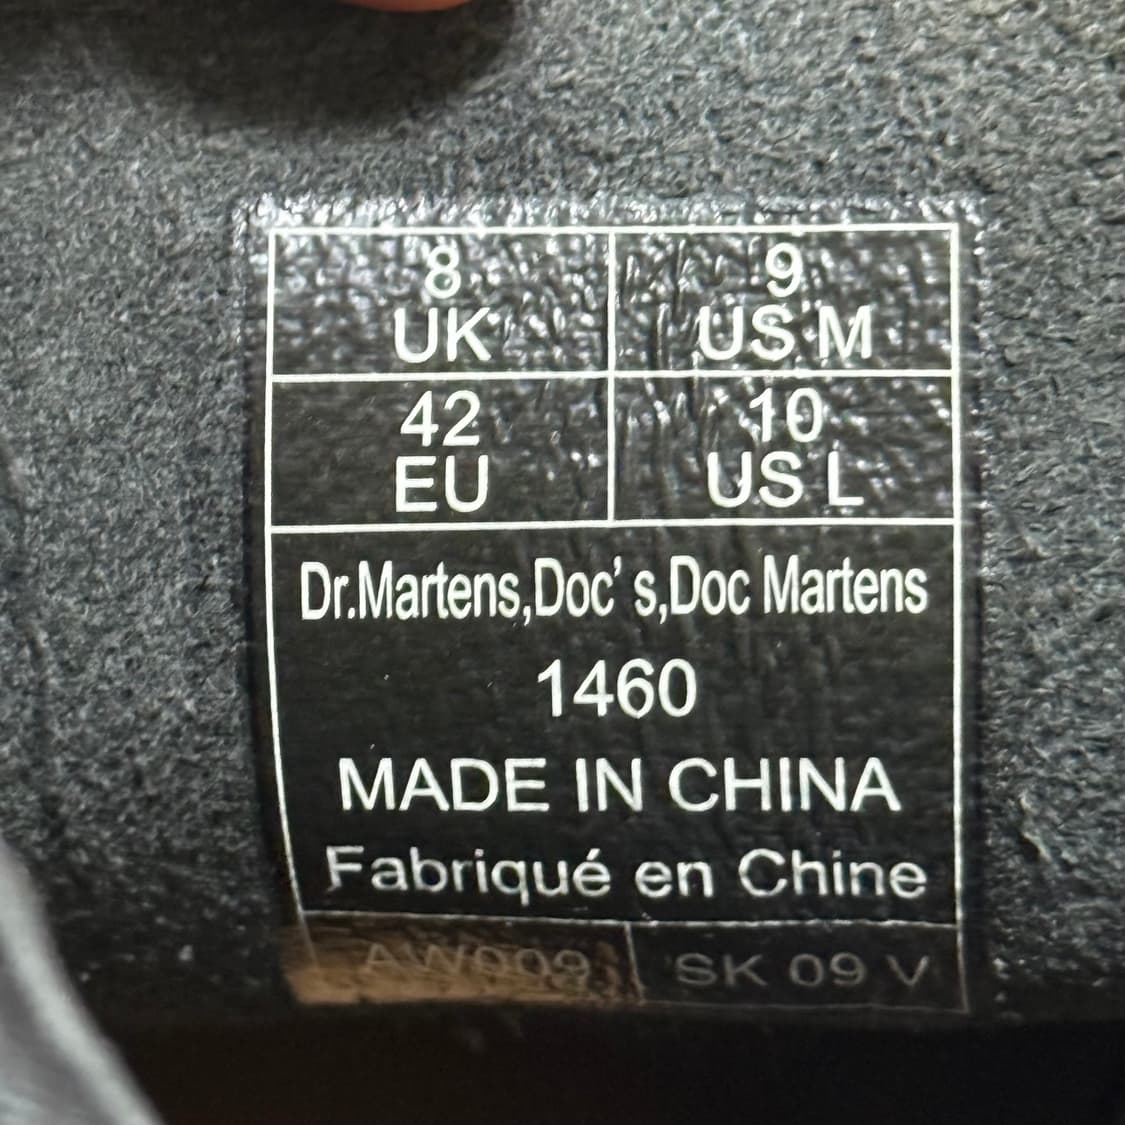 8
UK
9
US M
42
EU
10
US L
Dr.Martens,Doc's,Doc Martens
1460
MADE IN CHINA
Fabriqué en Chine
AW009
SK 09 V